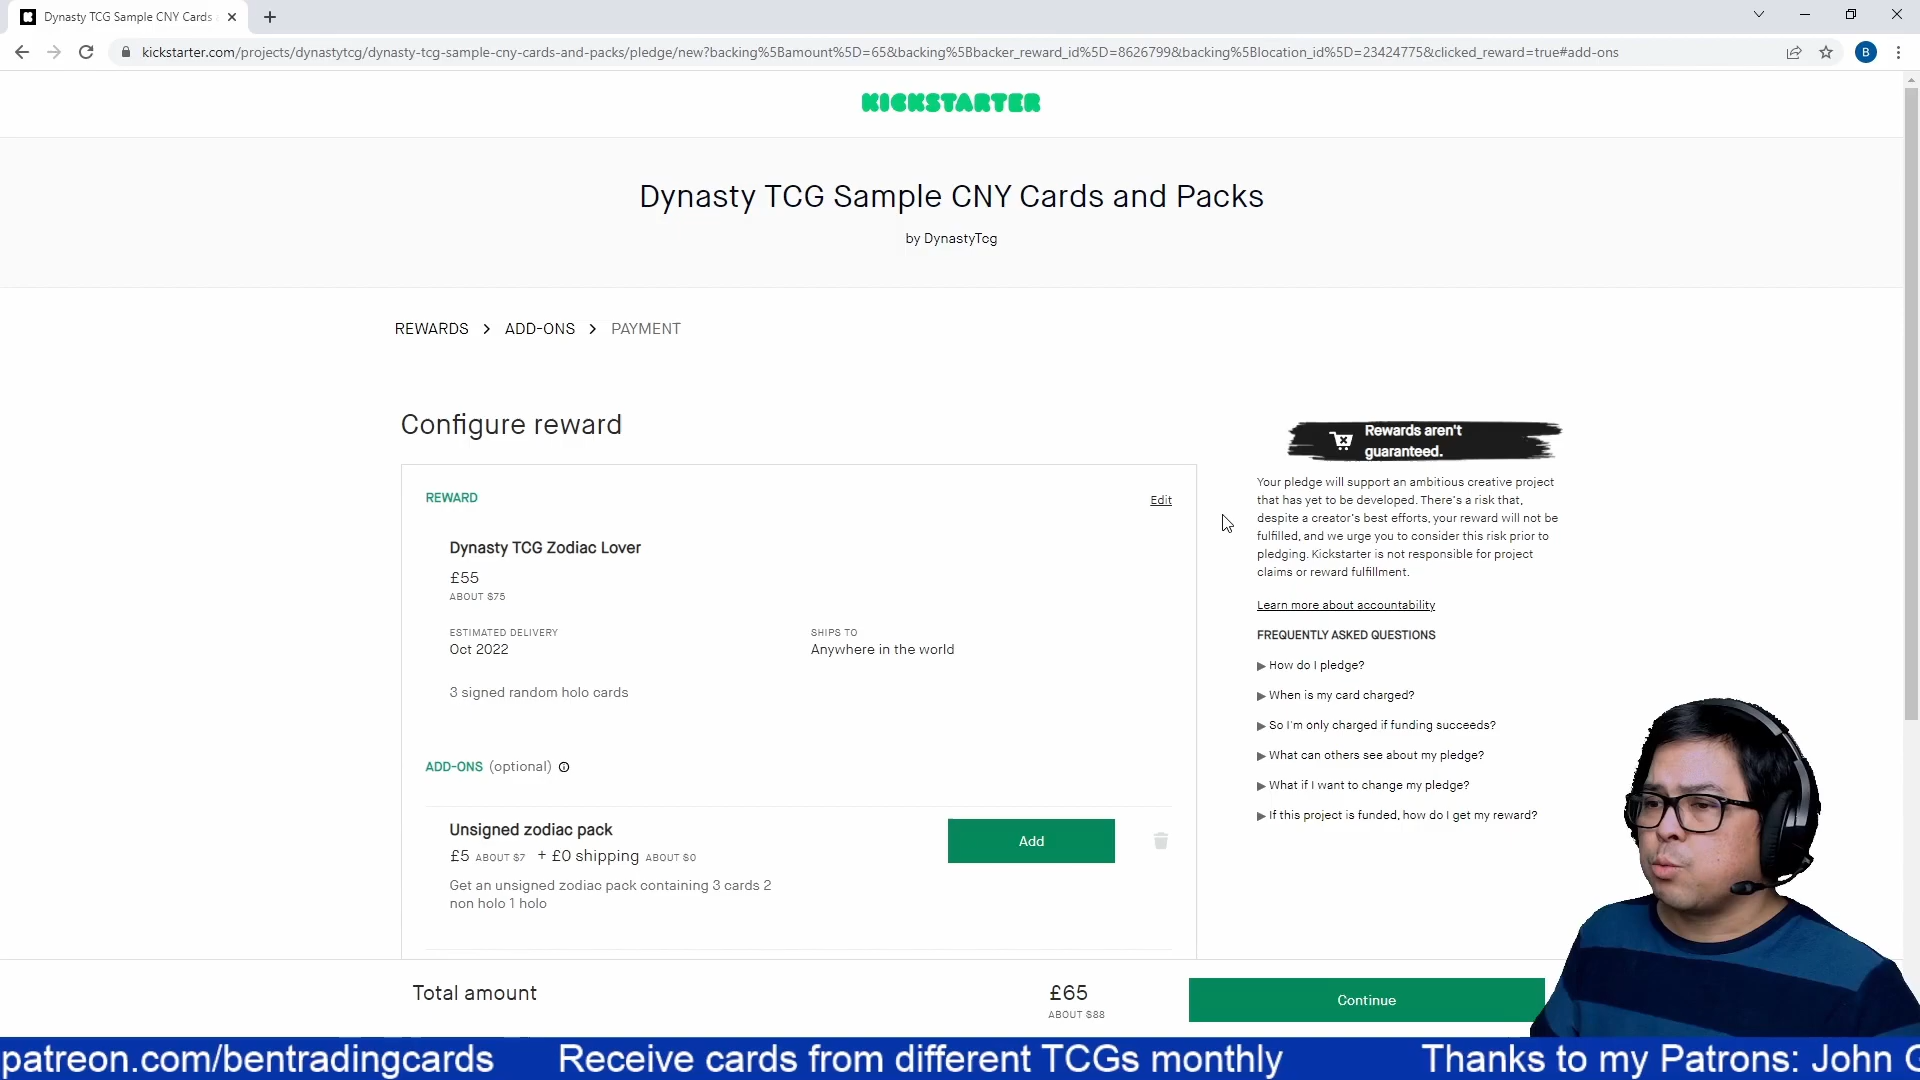 Dynasty TCG Sample CNY Cards
kickstarter.com/projects/dynastytcg/dynasty-tcg-sample-cny-cards-and-packs/pledge/new?backing%5Bamount%5D=65&backing%5Bbacker_reward_id%5D=8626799&backing%5Blocation_id%5D=23424775&clicked_reward=true#add-ons
B
KICKSTARTER
Dynasty TCG Sample CNY Cards and Packs
by DynastyTcg
REWARDS > ADD-ONS > PAYMENT
Configure reward
REWARD
Edit
Dynasty TCG Zodiac Lover
£55
ABOUT $75
ESTIMATED DELIVERY
Oct 2022
SHIPS TO
Anywhere in the world
3 signed random holo cards
ADD-ONS (optional)
Unsigned zodiac pack
£5 ABOUT $7 + £0 shipping ABOUT $0
Get an unsigned zodiac pack containing 3 cards 2
non holo 1 holo
Add
Rewards aren't
guaranteed.
Your pledge will support an ambitious creative project
that has yet to be developed. There's a risk that,
despite a creator's best efforts, your reward will not be
fulfilled, and we urge you to consider this risk prior to
pledging. Kickstarter is not responsible for project
claims or reward fulfillment.
Learn more about accountability
FREQUENTLY ASKED QUESTIONS
How do I pledge?
When is my card charged?
So I'm only charged if funding succeeds?
What can others see about my pledge?
What if I want to change my pledge?
If this project is funded, how do I get my reward?
Total amount
£65
ABOUT $88
Continue
patreon.com/bentradingcards Receive cards from different TCGs monthly Thanks to my Patrons: John G